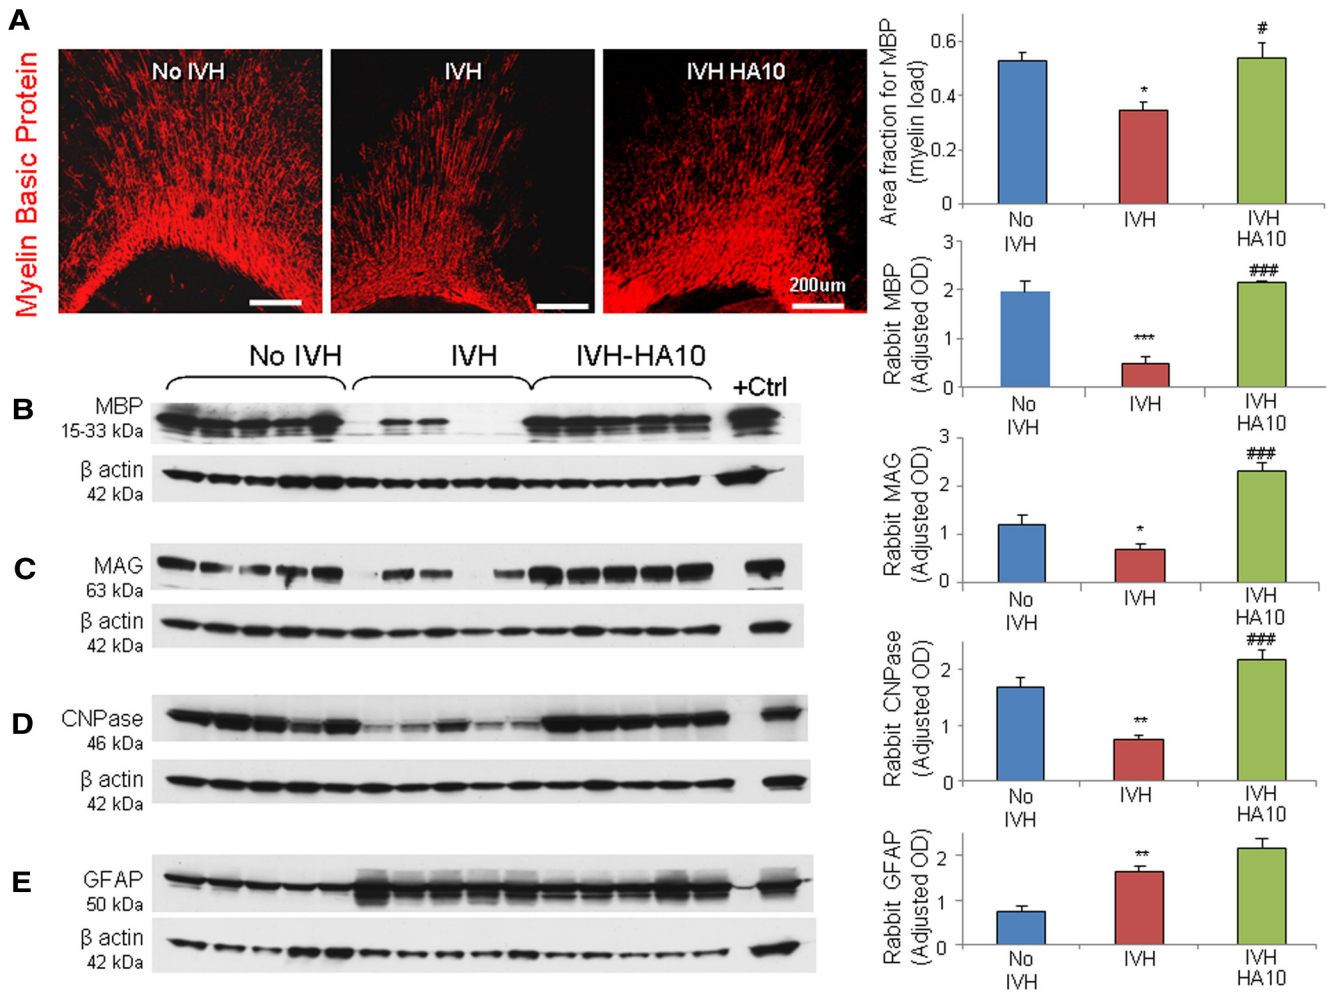 A
Myelin Basic Protein
No IVH
IVH
IVH HA10
200um
Area fraction for MBP
(myelin load)
0.6
0.4
0.2
0
*
#
No
IVH
IVH
IVH
HA10
No IVH
IVH
IVH-HA10
+Ctrl
B
MBP
15-33 kDa
β actin
42 kDa
Rabbit MBP
(Adjusted OD)
3
2
1
0
***
###
No
IVH
IVH
IVH
HA10
C
MAG
63 kDa
β actin
42 kDa
Rabbit MAG
(Adjusted OD)
3
2
1
0
*
###
No
IVH
IVH
IVH
HA10
D
CNPase
46 kDa
β actin
42 kDa
Rabbit CNPase
(Adjusted OD)
2
1
0
**
###
No
IVH
IVH
IVH
HA10
E
GFAP
50 kDa
β actin
42 kDa
Rabbit GFAP
(Adjusted OD)
2
1
0
**
No
IVH
IVH
IVH
HA10